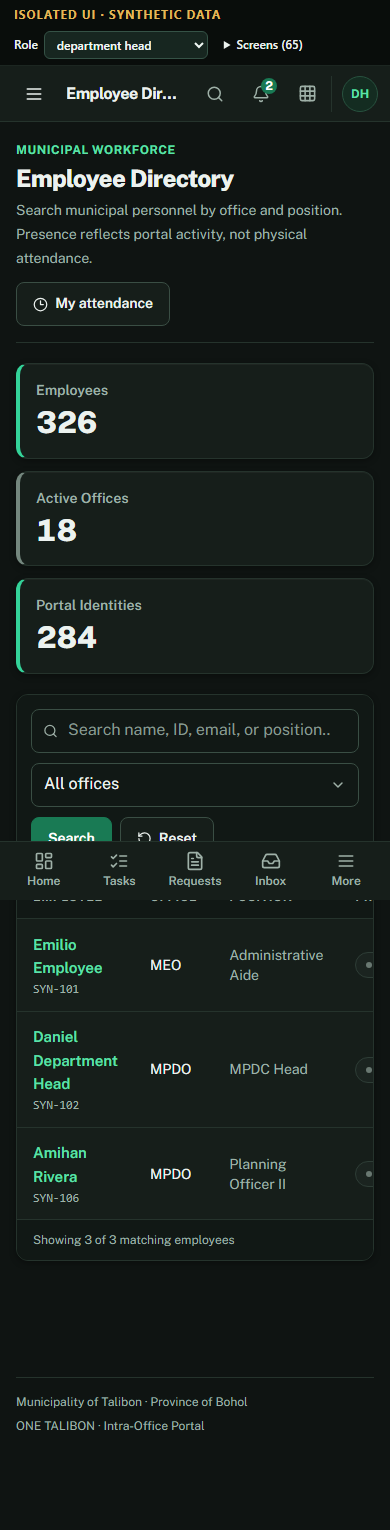 ISOLATED UI · SYNTHETIC DATA
Role department head ▶ Screens (65)
Employee Dir... 2 DH
MUNICIPAL WORKFORCE
Employee Directory
Search municipal personnel by office and position.
Presence reflects portal activity, not physical
attendance.
My attendance
Employees
326
Active Offices
18
Portal Identities
284
Search name, ID, email, or position..
All offices
Search Reset
Home Tasks Requests Inbox More
Emilio
Employee
SYN-101
MEO
Administrative
Aide
Daniel
Department
Head
SYN-102
MPDO
MPDC Head
Amihan
Rivera
SYN-106
MPDO
Planning
Officer II
Showing 3 of 3 matching employees
Municipality of Talibon · Province of Bohol
ONE TALIBON · Intra-Office Portal